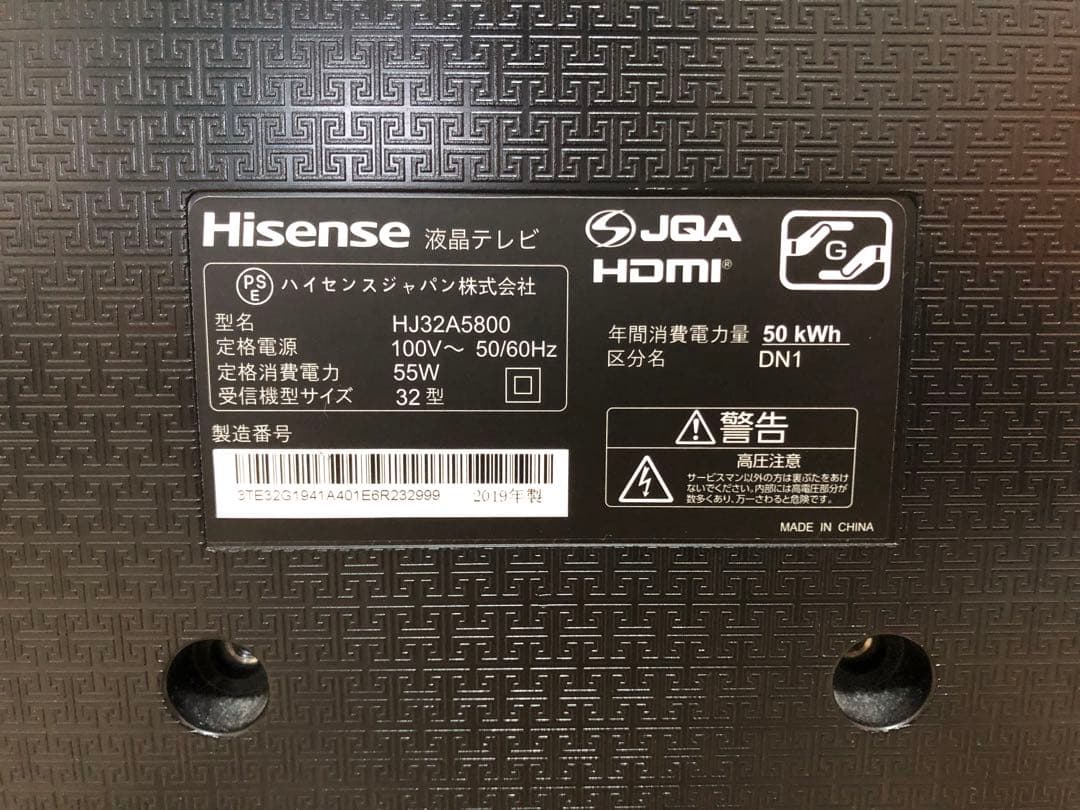 Hisense 液晶テレビ
PSE ハイセンスジャパン株式会社
型名 HJ32A5800
定格電源 100V～ 50/60Hz
定格消費電力 55W
受信機型サイズ 32型
製造番号
3TE32G1941A401E6R232999 2019年製
JQA
HDMI®
G
年間消費電力量 50 kWh
区分名 DN1
警告
高圧注意
サービスマン以外の方は裏ぶたをあけ
ないでください。内部には高電圧部分が
数多くあり、万一さわると危険です。
MADE IN CHINA